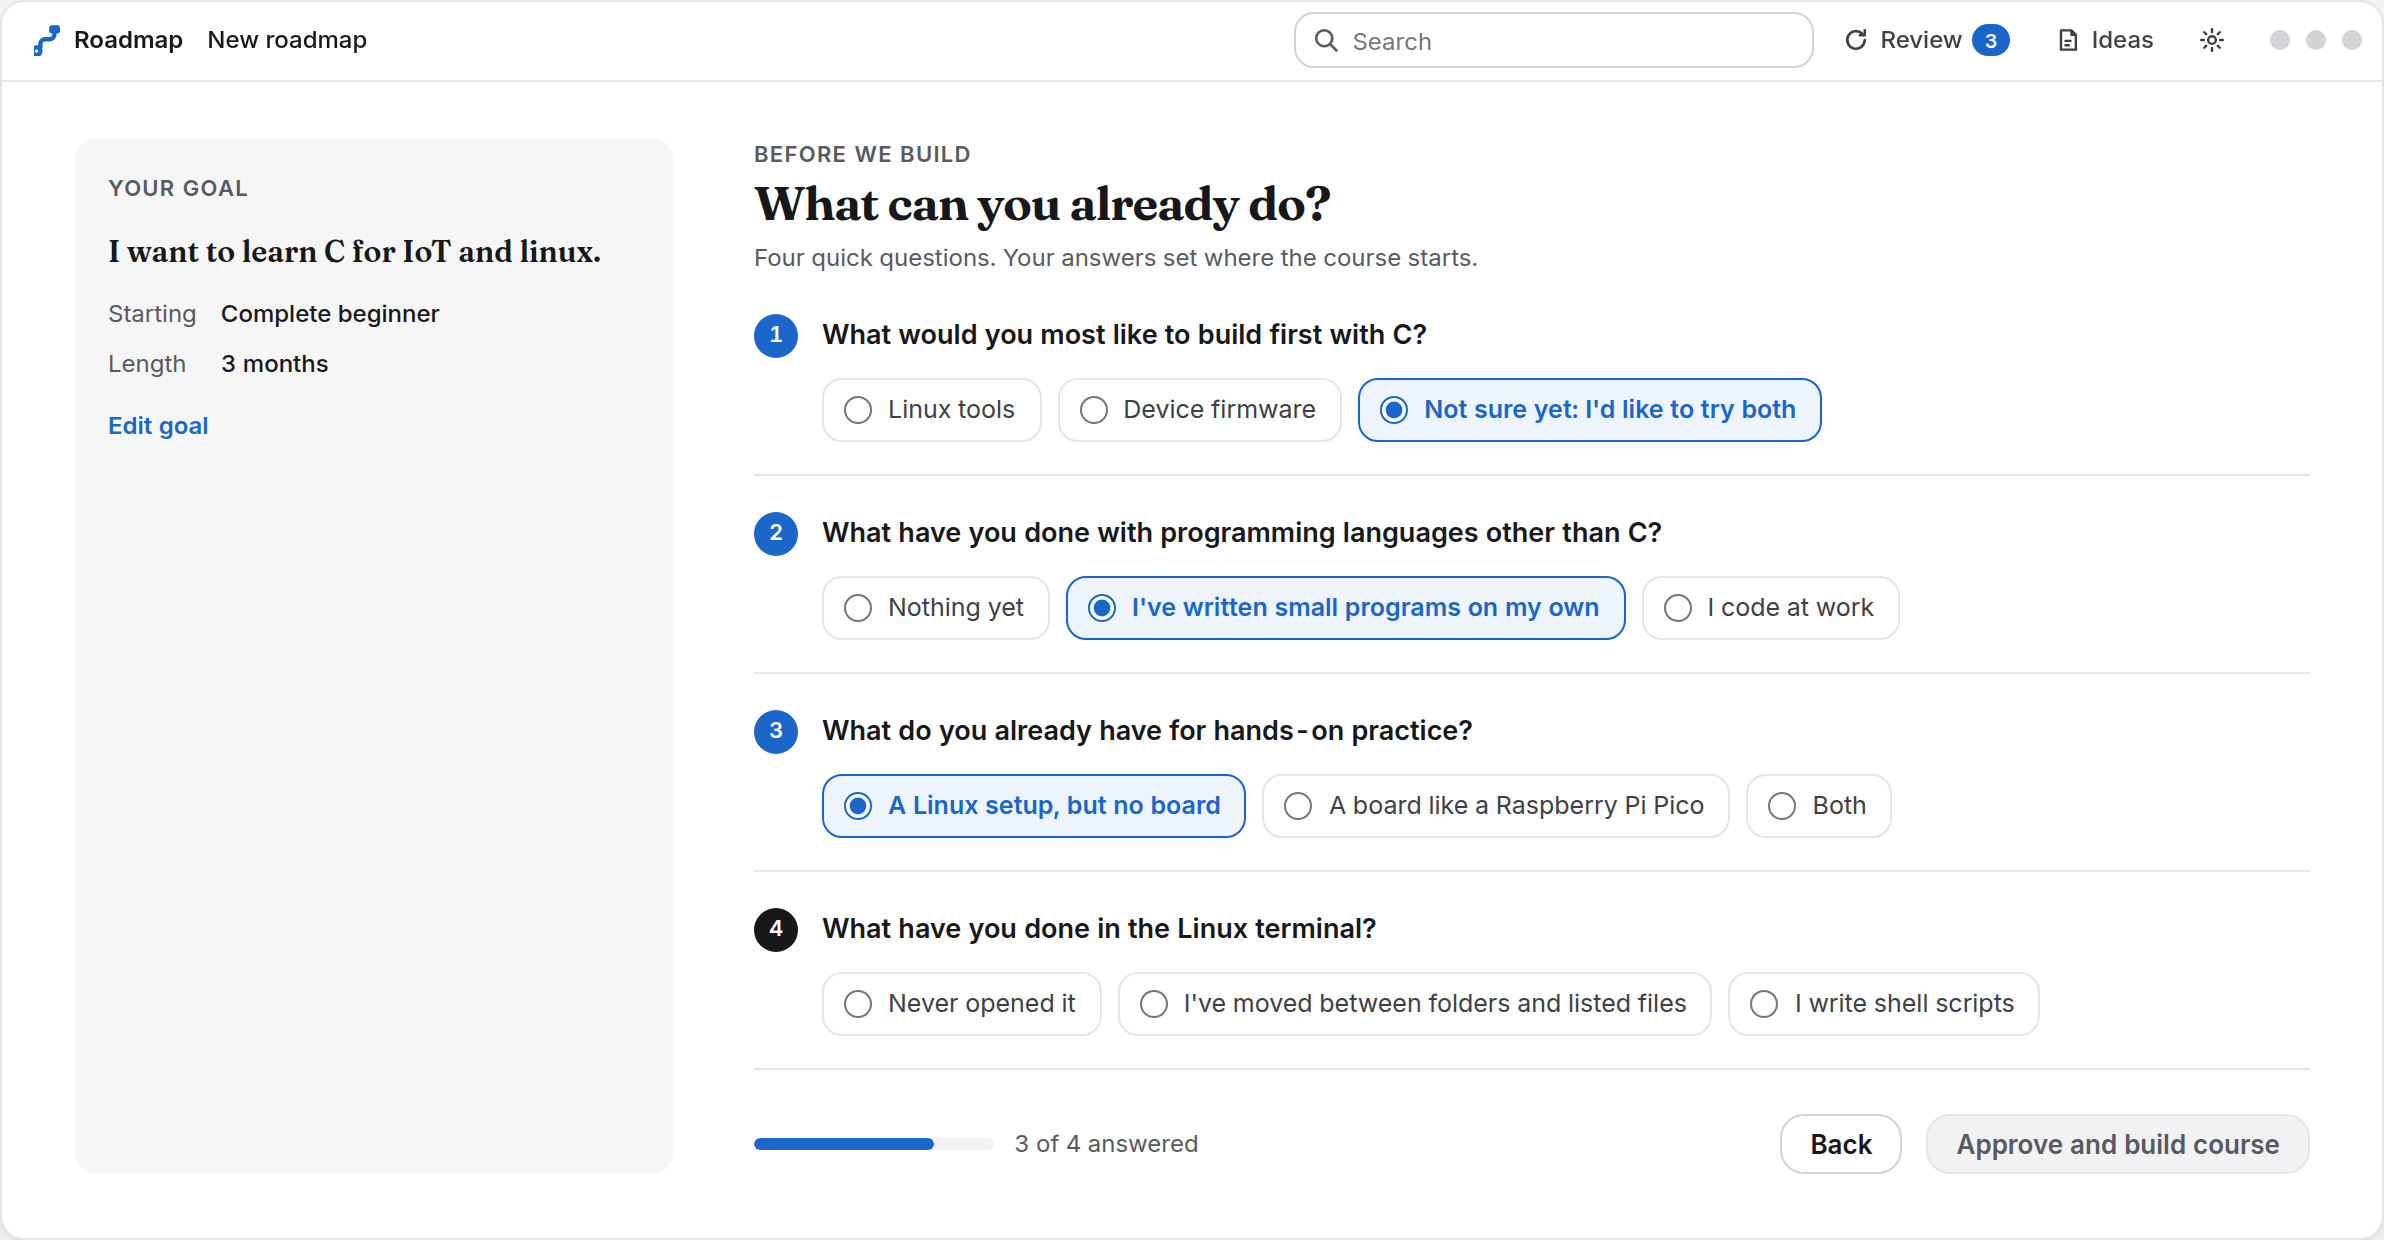 Roadmap New roadmap Search Review 3 Ideas
YOUR GOAL
I want to learn C for IoT and linux.
Starting Complete beginner
Length 3 months
Edit goal
BEFORE WE BUILD
What can you already do?
Four quick questions. Your answers set where the course starts.
1 What would you most like to build first with C?
Linux tools Device firmware Not sure yet: I'd like to try both
2 What have you done with programming languages other than C?
Nothing yet I've written small programs on my own I code at work
3 What do you already have for hands-on practice?
A Linux setup, but no board A board like a Raspberry Pi Pico Both
4 What have you done in the Linux terminal?
Never opened it I've moved between folders and listed files I write shell scripts
3 of 4 answered Back Approve and build course